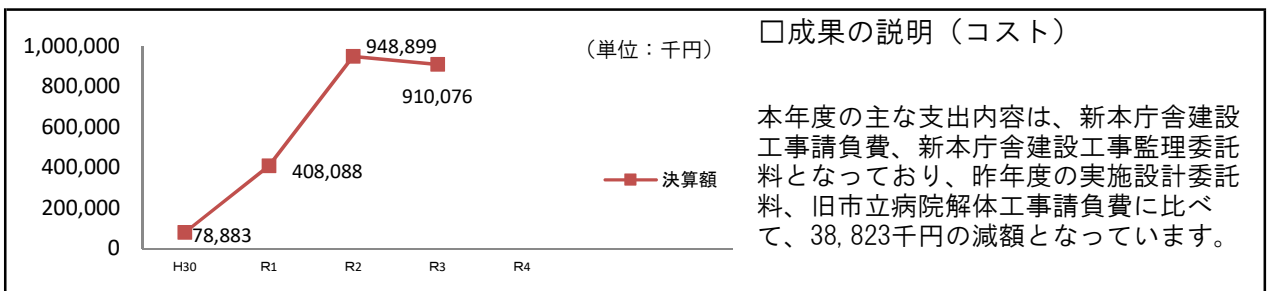 1,000,000
800,000
600,000
400,000
200,000
0
948,899
910,076
408,088
78,883
(単位：千円)
決算額
H30 R1 R2 R3 R4
□成果の説明（コスト）
本年度の主な支出内容は、新本庁舎建設
工事請負費、新本庁舎建設工事監理委託
料となっており、昨年度の実施設計委託
料、旧市立病院解体工事請負費に比べ
て、38,823千円の減額となっています。